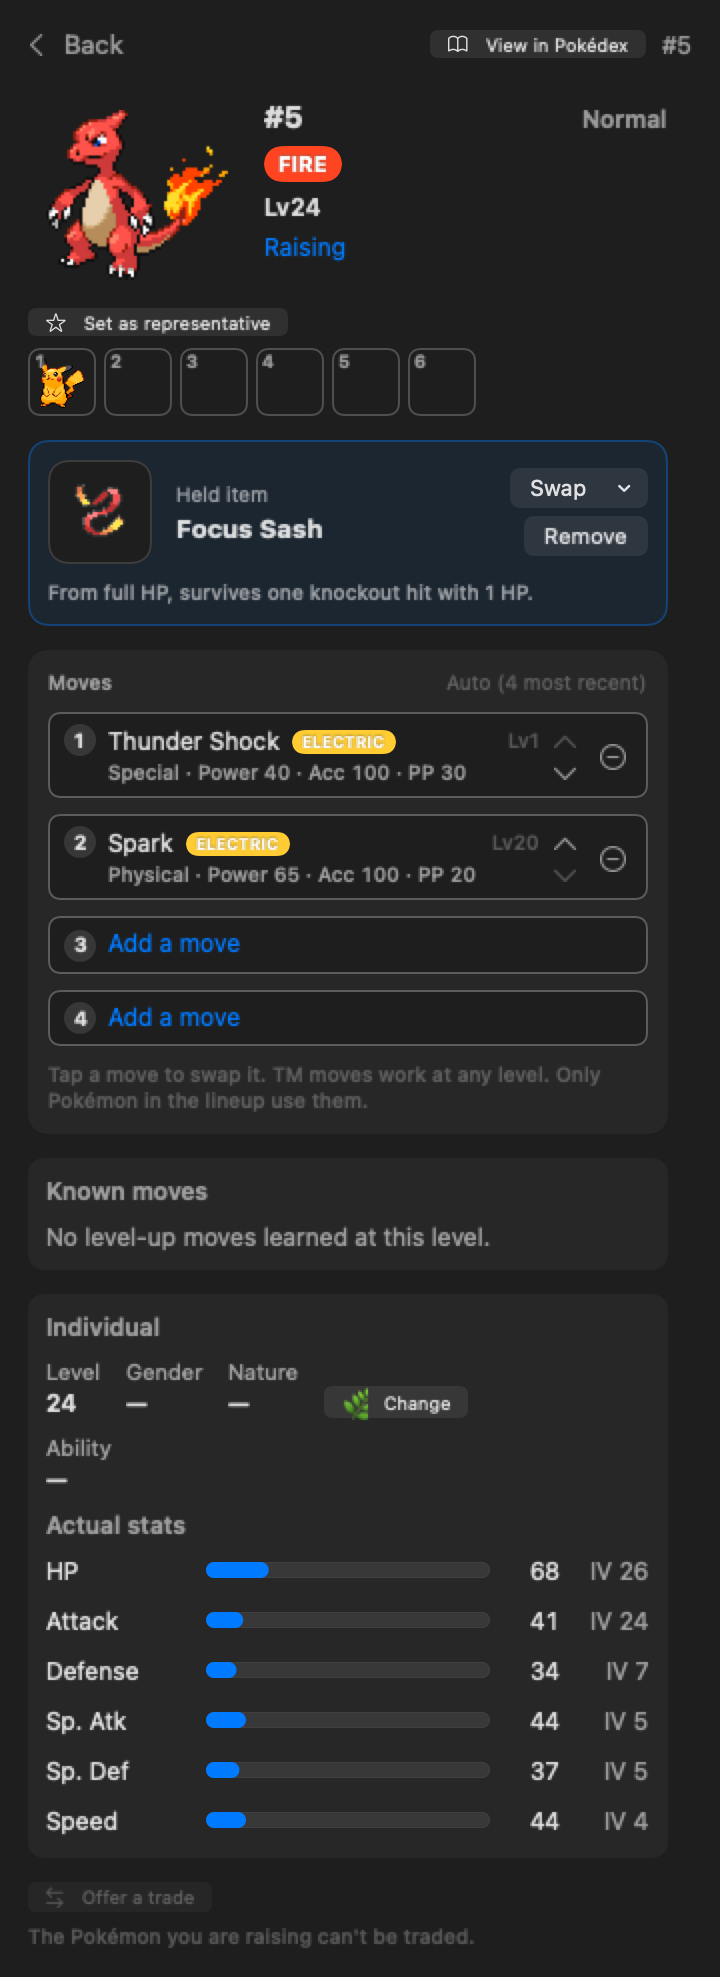 Back
View in Pokédex
#5
#5
Normal
FIRE
Lv24
Raising
Set as representative
1
2
3
4
5
6
Held item
Focus Sash
Swap
Remove
From full HP, survives one knockout hit with 1 HP.
Moves
Auto (4 most recent)
1 Thunder Shock ELECTRIC Lv1
Special · Power 40 · Acc 100 · PP 30
2 Spark ELECTRIC Lv20
Physical · Power 65 · Acc 100 · PP 20
3 Add a move
4 Add a move
Tap a move to swap it. TM moves work at any level. Only
Pokémon in the lineup use them.
Known moves
No level-up moves learned at this level.
Individual
Level Gender Nature
24 — — Change
Ability
—
Actual stats
HP 68 IV 26
Attack 41 IV 24
Defense 34 IV 7
Sp. Atk 44 IV 5
Sp. Def 37 IV 5
Speed 44 IV 4
Offer a trade
The Pokémon you are raising can't be traded.